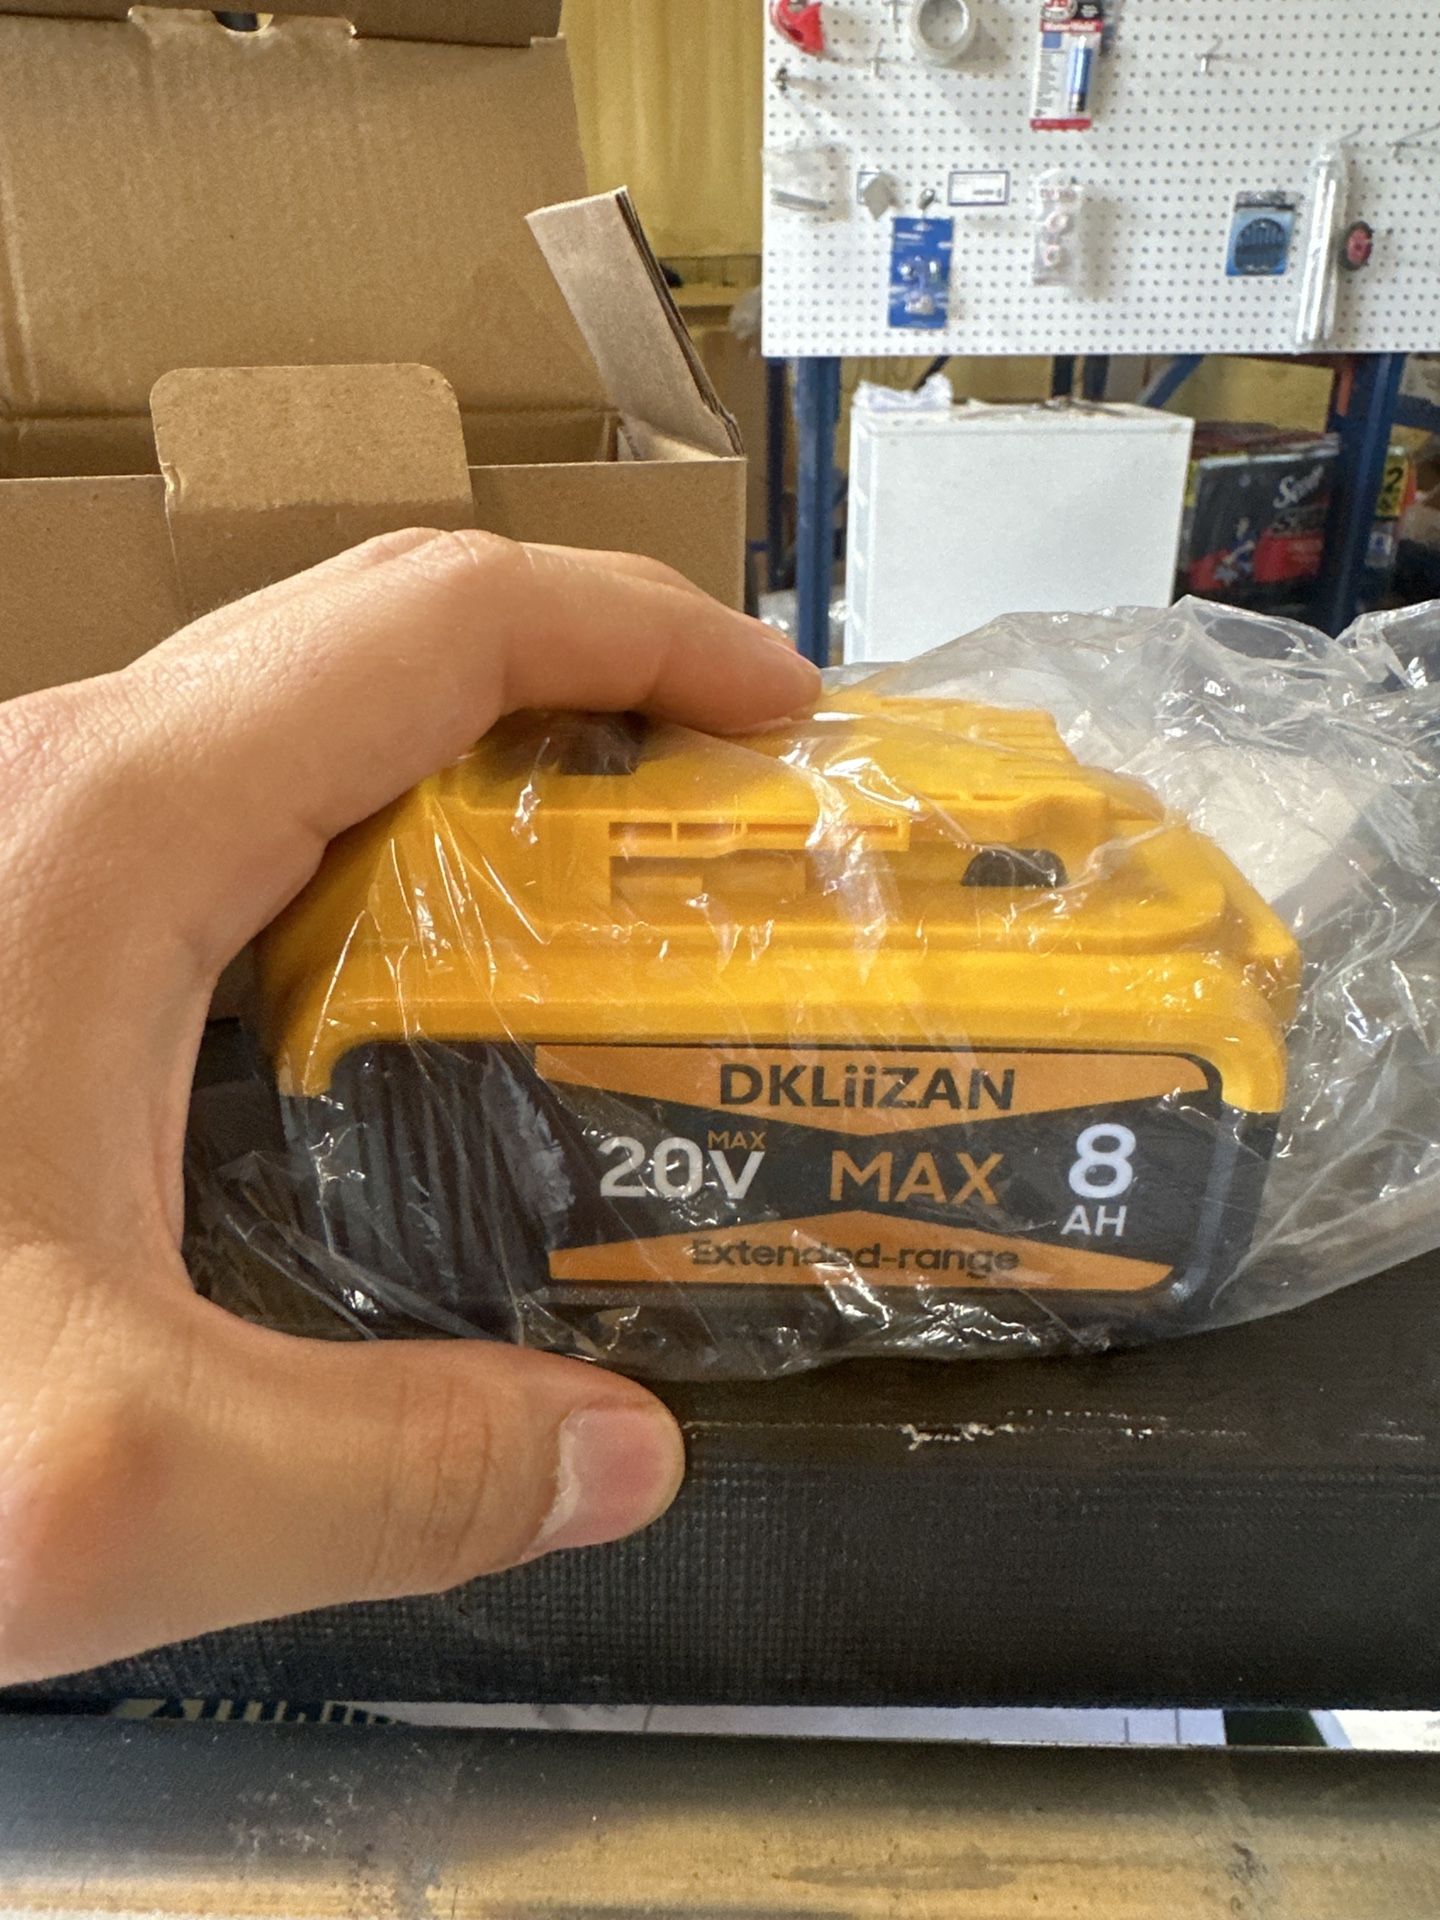 DKLiiZAN
20V MAX
MAX
8
AH
Extended-range